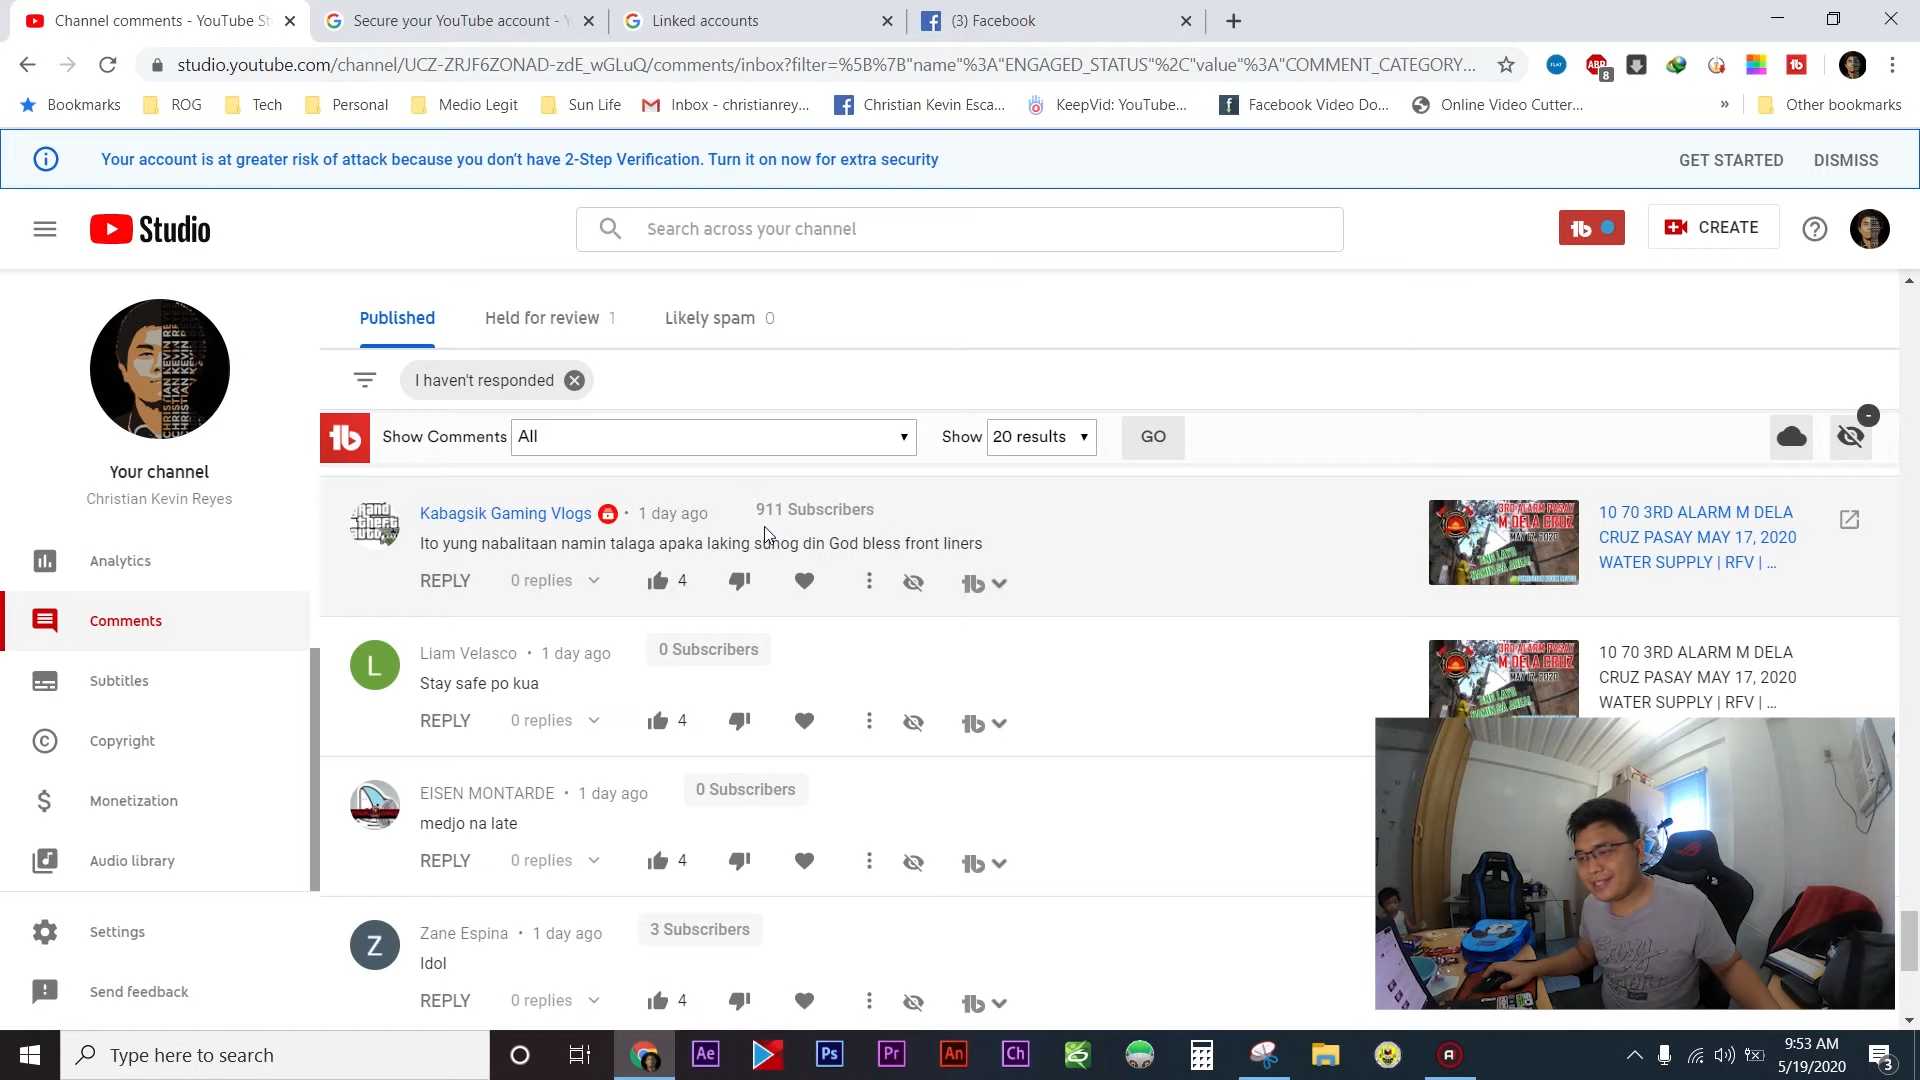 Channel comments - YouTube St
Secure your YouTube account - Y
Linked accounts
(3) Facebook
studio.youtube.com/channel/UCZ-ZRJF6ZONAD-zdE_wGLuQ/comments/inbox?filter=%5B%7B"name"%3A"ENGAGED_STATUS"%2C"value"%3A"COMMENT_CATEGORY...
ABP
8
Bookmarks
ROG
Tech
Personal
Medio Legit
Sun Life
Inbox - christianrey...
Christian Kevin Esca...
KeepVid: YouTube...
Facebook Video Do...
Online Video Cutter...
»
Other bookmarks
Your account is at greater risk of attack because you don't have 2-Step Verification. Turn it on now for extra security
GET STARTED
DISMISS
Studio
Search across your channel
CREATE
Your channel
Christian Kevin Reyes
Analytics
Comments
Subtitles
Copyright
Monetization
Audio library
Settings
Send feedback
Published
Held for review 1
Likely spam 0
I haven't responded
Show Comments All
Show 20 results
GO
-
Kabagsik Gaming Vlogs • 1 day ago
911 Subscribers
Ito yung nabalitaan namin talaga apaka laking sunog din God bless front liners
REPLY 0 replies 4
10 70 3RD ALARM M DELA
CRUZ PASAY MAY 17, 2020
WATER SUPPLY | RFV | ...
L
Liam Velasco • 1 day ago
0 Subscribers
Stay safe po kua
REPLY 0 replies 4
10 70 3RD ALARM M DELA
CRUZ PASAY MAY 17, 2020
WATER SUPPLY | RFV | ...
EISEN MONTARDE • 1 day ago
0 Subscribers
medjo na late
REPLY 0 replies 4
Z
Zane Espina • 1 day ago
3 Subscribers
Idol
REPLY 0 replies 4
Type here to search
Ae
Ps
Pr
An
Ch
9:53 AM
5/19/2020
3